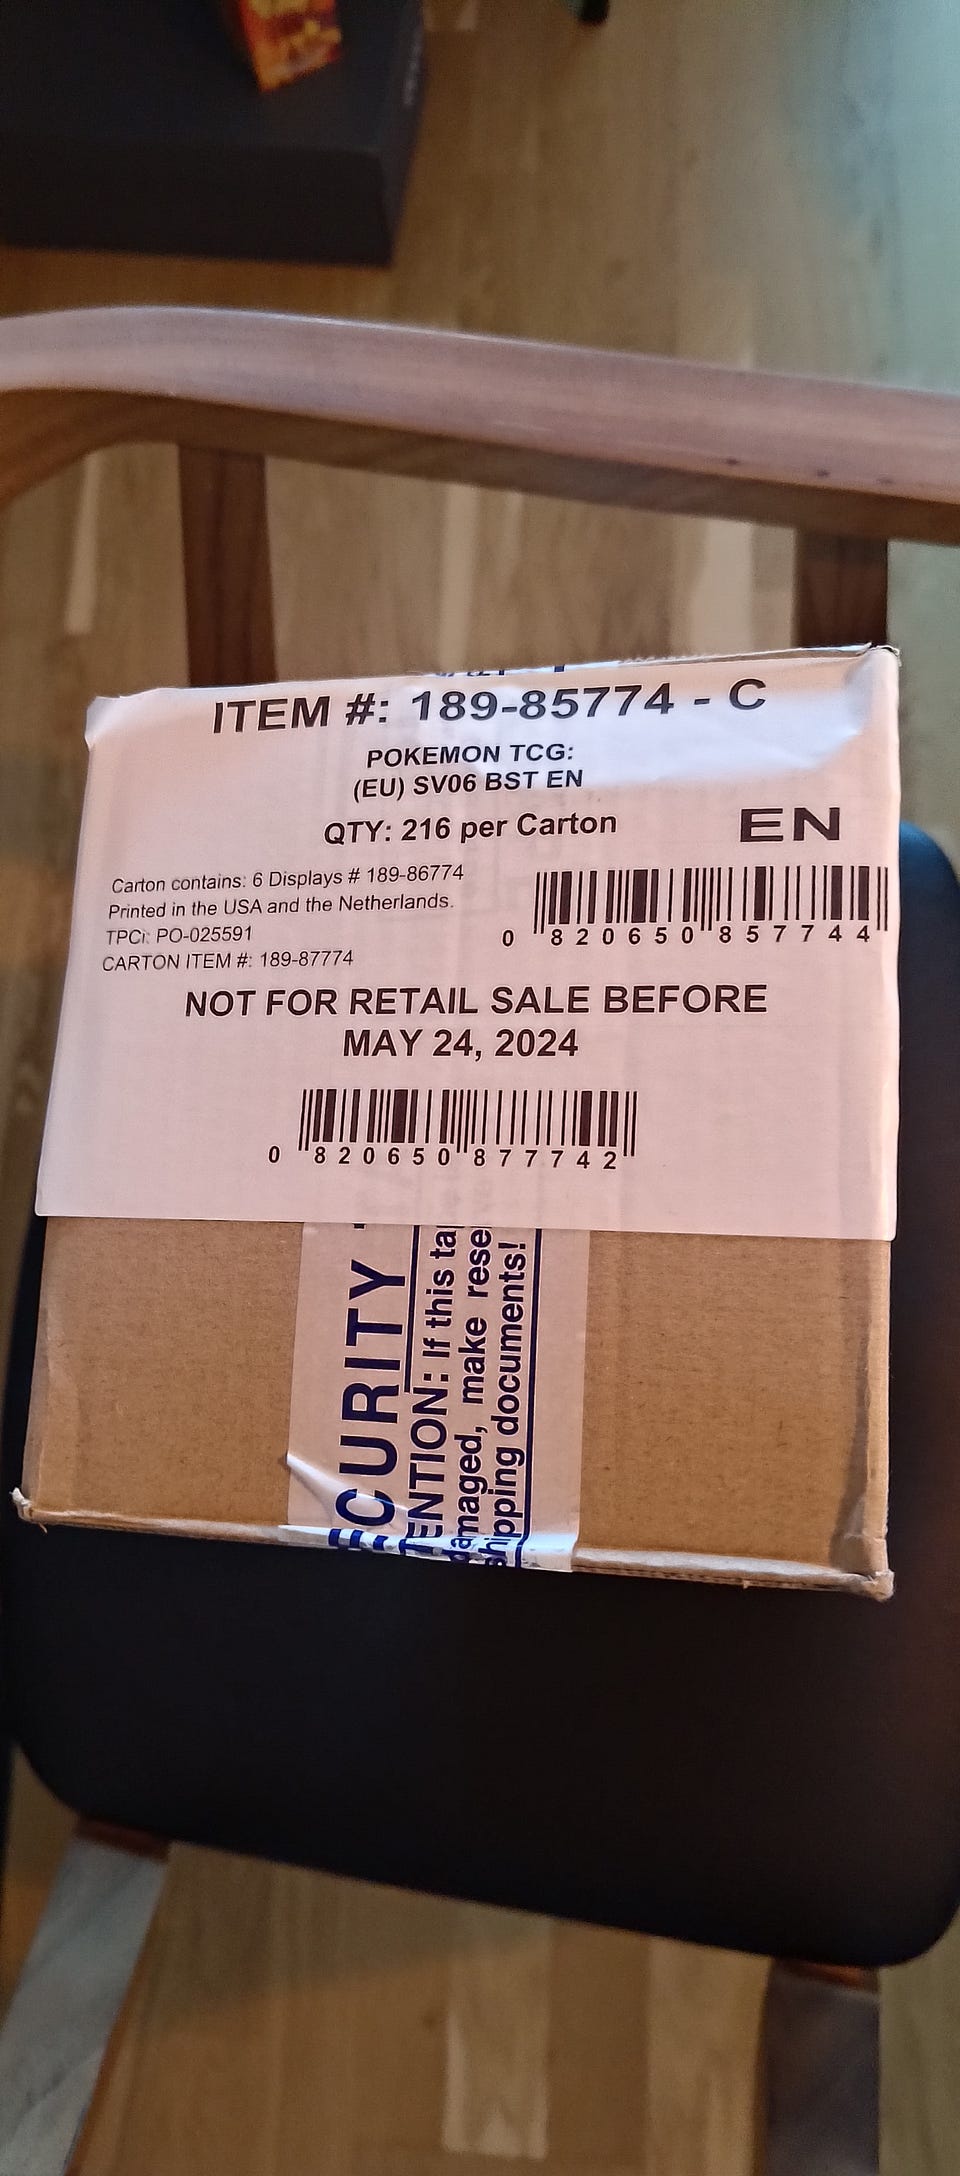 ITEM #: 189-85774 - C
POKEMON TCG:
(EU) SV06 BST EN
QTY: 216 per Carton
EN
Carton contains: 6 Displays # 189-86774
Printed in the USA and the Netherlands.
TPCi: PO-025591
CARTON ITEM #: 189-87774
0 820650 857744
NOT FOR RETAIL SALE BEFORE
MAY 24, 2024
0 820650 877742
ECURITY
TENTION: If this ta
damaged, make rese
shipping documents!